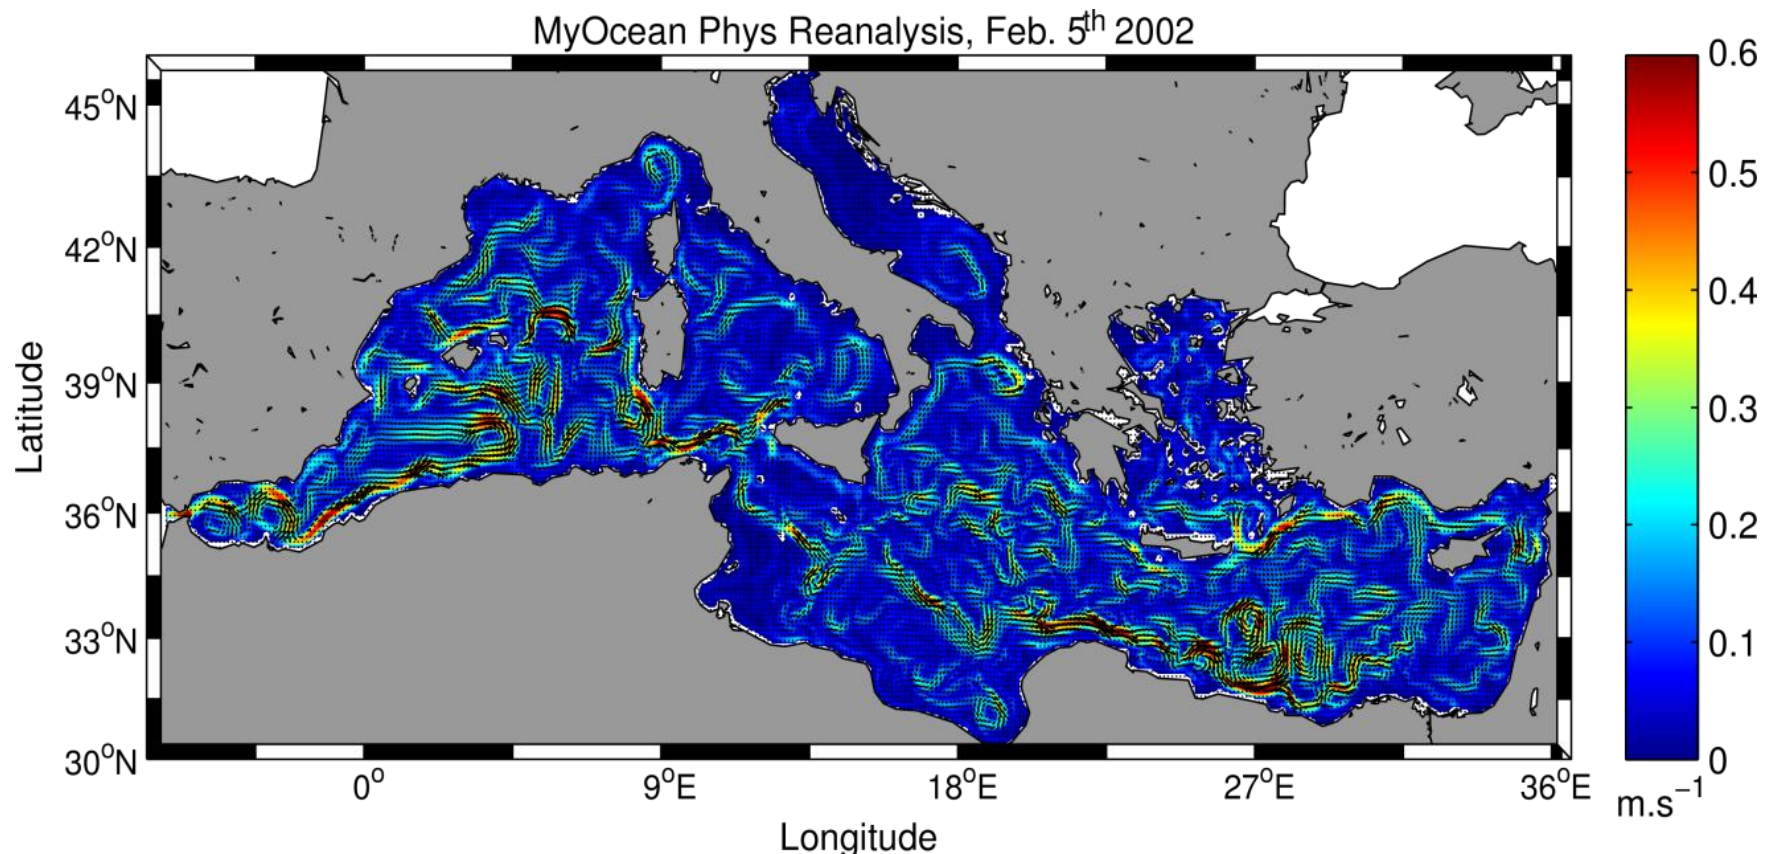 MyOcean Phys Reanalysis, Feb. 5th 2002
45°N
42°N
39°N
36°N
33°N
30°N
Latitude
0°
9°E
18°E
27°E
36°E
Longitude
0.6
0.5
0.4
0.3
0.2
0.1
0
m.s⁻¹